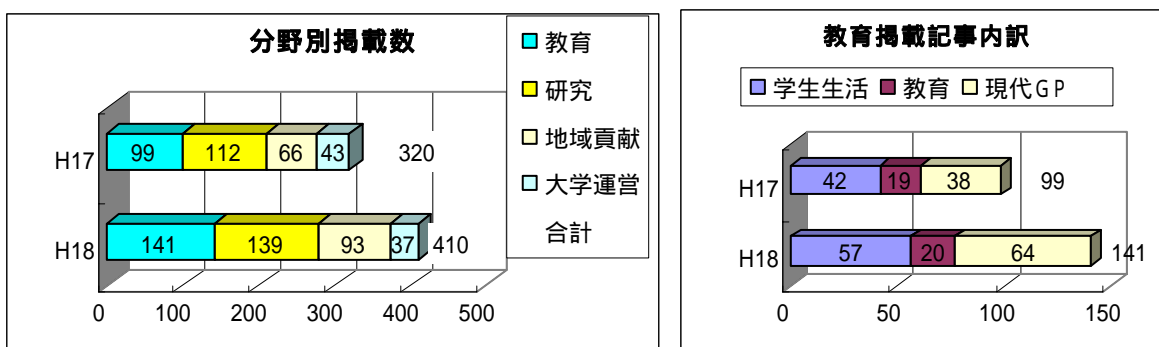 分野別掲載数
教育
研究
地域貢献
大学運営
合計
H17
99 112 66 43 320
H18
141 139 93 37 410
0 100 200 300 400 500
教育掲載記事内訳
学生生活 教育 現代GP
H17
42 19 38 99
H18
57 20 64 141
0 50 100 150